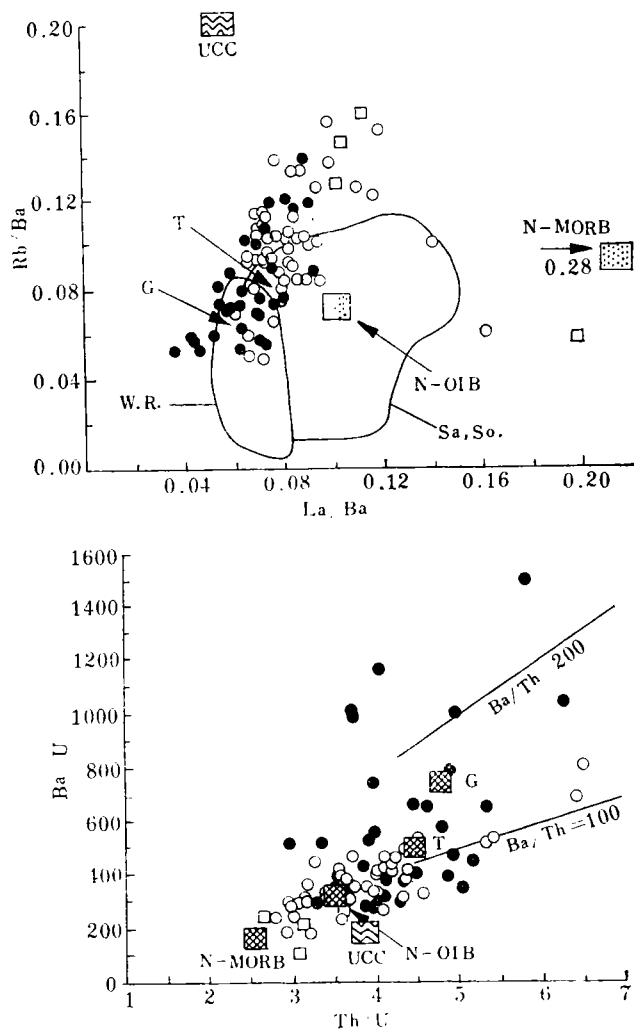 0.20
UCC
0.16
N-MORB
0.28
0.12
T
Rb/Ba
G
0.08
N-OIB
W.R.
Sa,So.
0.04
0.00
0.04 0.08 0.12 0.16 0.20
La, Ba
1600
1400
Ba/Th 200
1200
1000
Ba U
800
G
600
T
Ba/Th=100
400
200
N-MORB
UCC
N-OIB
0
1 2 3 4 5 6 7
Th U